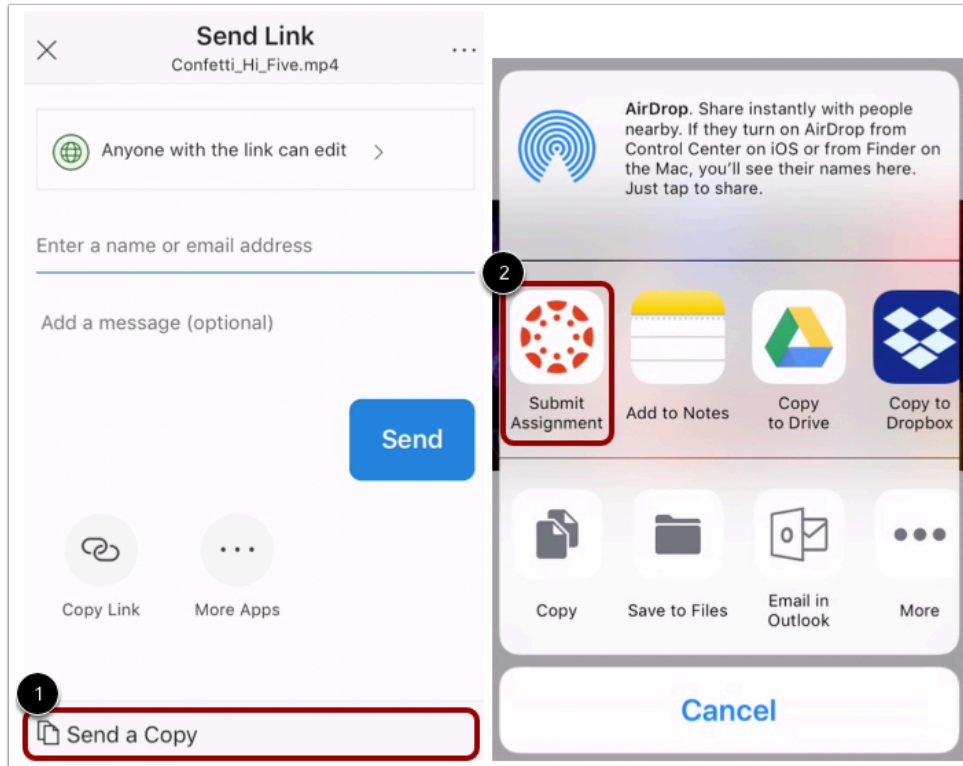 Send Link
Confetti_Hi_Five.mp4
...
Anyone with the link can edit >
Enter a name or email address
Add a message (optional)
Send
Copy Link
More Apps
1
Send a Copy
AirDrop. Share instantly with people
nearby. If they turn on AirDrop from
Control Center on iOS or from Finder on
the Mac, you'll see their names here.
Just tap to share.
2
Submit
Assignment
Add to Notes
Copy
to Drive
Copy to
Dropbox
Copy
Save to Files
Email in
Outlook
More
Cancel